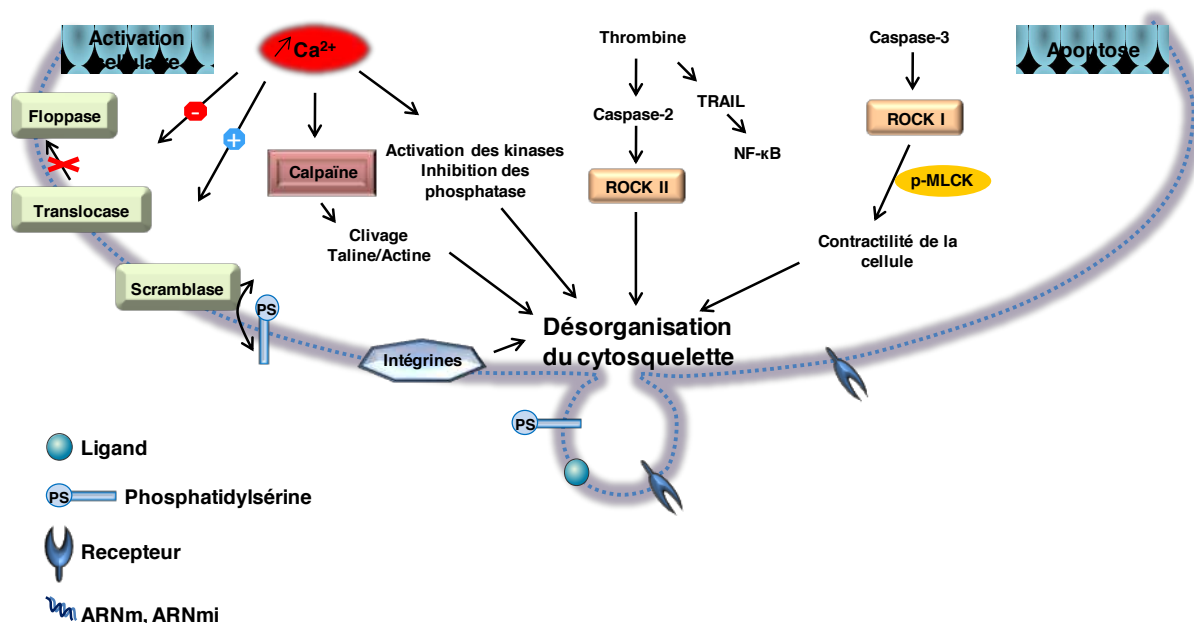 Activation
cellulaire
↗Ca²⁺
Thrombine
Caspase-3
Apoptose
Floppase
-
+
Caspase-2
TRAIL
ROCK I
NF-κB
Calpaïne
Activation des kinases
Inhibition des
phosphatase
ROCK II
p-MLCK
Translocase
Clivage
Taline/Actine
Contractilité de la
cellule
Scramblase
PS
Désorganisation
du cytosquelette
Intégrines
PS
Ligand
PS
Phosphatidylsérine
Recepteur
ARNm, ARNmi